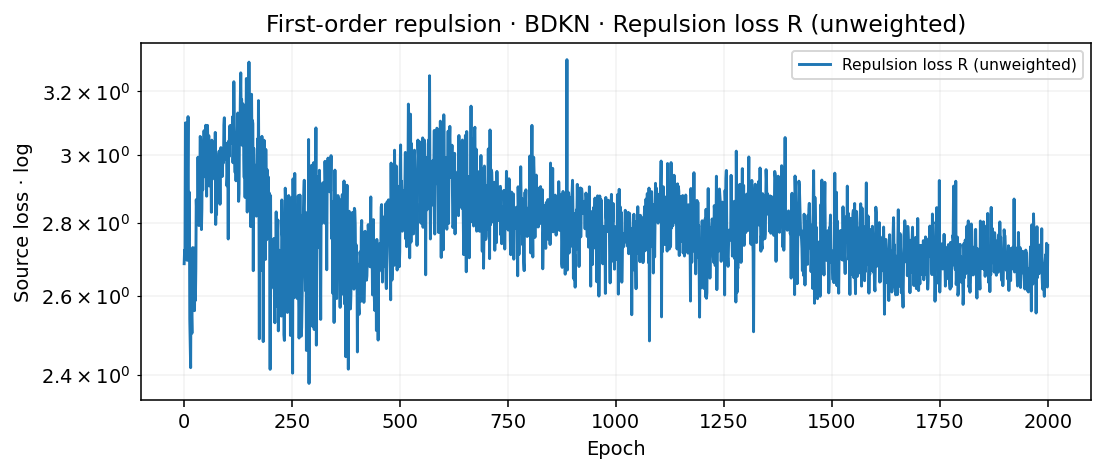 First-order repulsion · BDKN · Repulsion loss R (unweighted)
Repulsion loss R (unweighted)
Source loss · log
3.2 × 10⁰
3 × 10⁰
2.8 × 10⁰
2.6 × 10⁰
2.4 × 10⁰
0 250 500 750 1000 1250 1500 1750 2000
Epoch